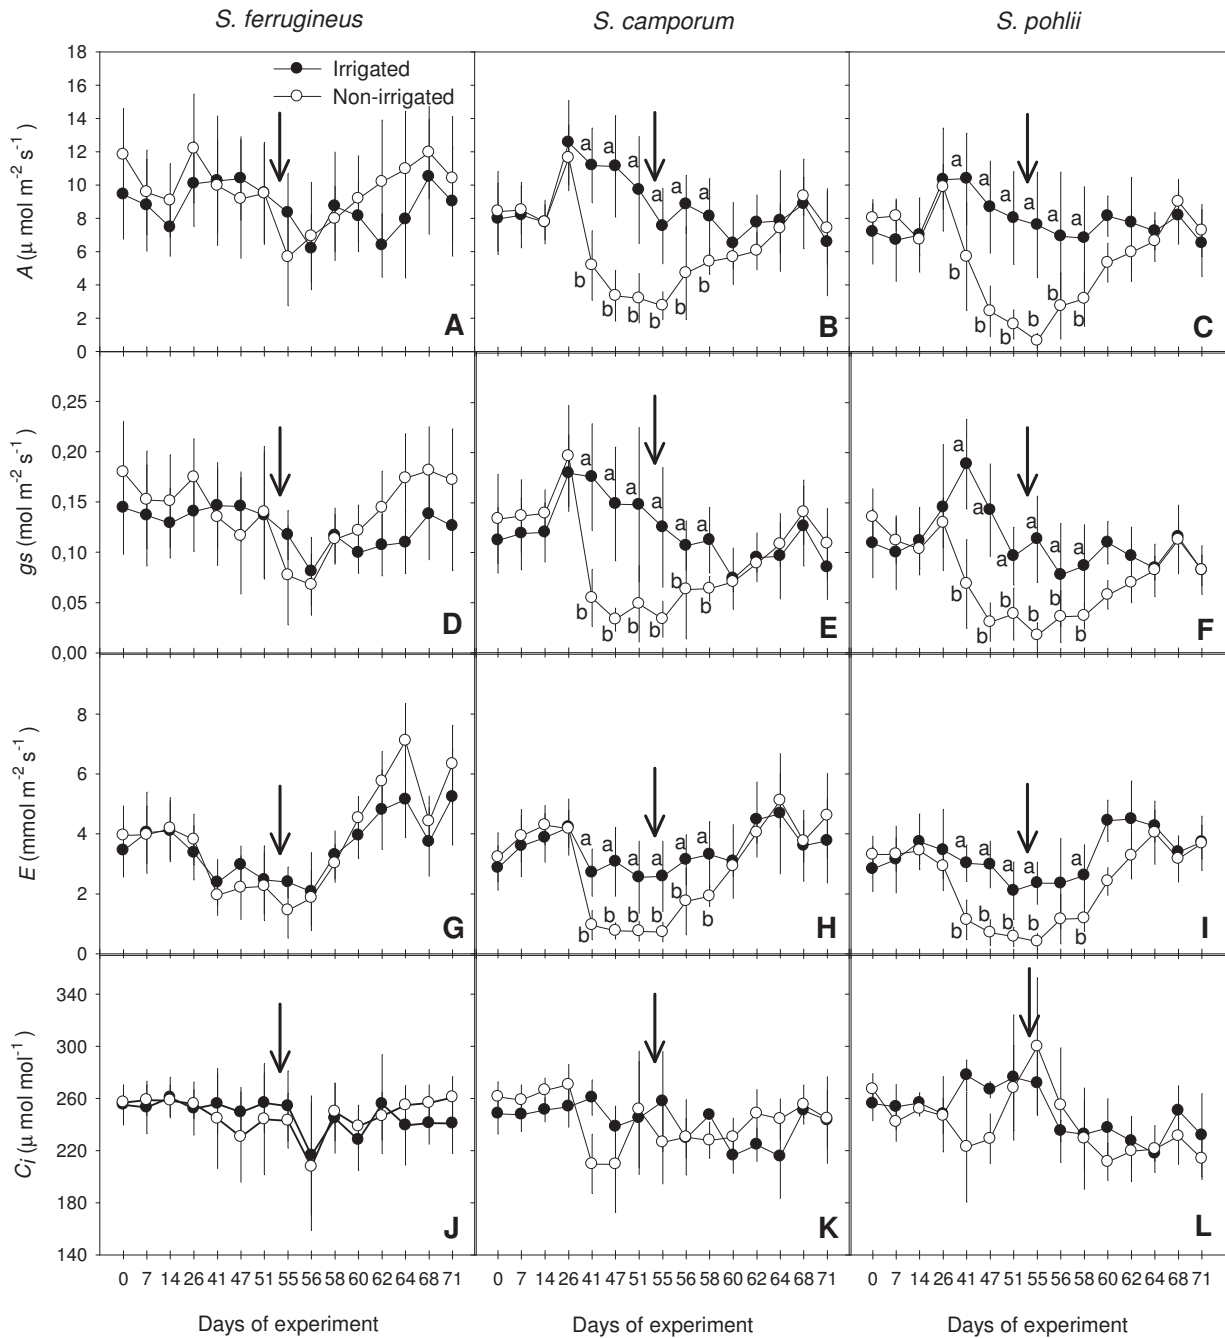 S. ferrugineus S. camporum S. pohlii
18
16
14
12
10
8
6
4
2
0
A (μ mol m⁻² s⁻¹)
Irrigated
Non-irrigated
A
a a a a a a
b b b b b b
B
a a a a a a
b b b b b b
C
0,25
0,20
0,15
0,10
0,05
0,00
gs (mol m⁻² s⁻¹)
D
a a a a a a
b b b b b b
E
a a a a a a
b b b b b b
F
8
6
4
2
0
E (mmol m⁻² s⁻¹)
G
a a a a a a
b b b b b b
H
a a a a a a
b b b b b b
I
340
300
260
220
180
140
Ci (μ mol mol⁻¹)
J
K
L
0 7 14 26 41 47 51 55 56 58 60 62 64 68 71 0 7 14 26 41 47 51 55 56 58 60 62 64 68 71 0 7 14 26 41 47 51 55 56 58 60 62 64 68 71
Days of experiment Days of experiment Days of experiment